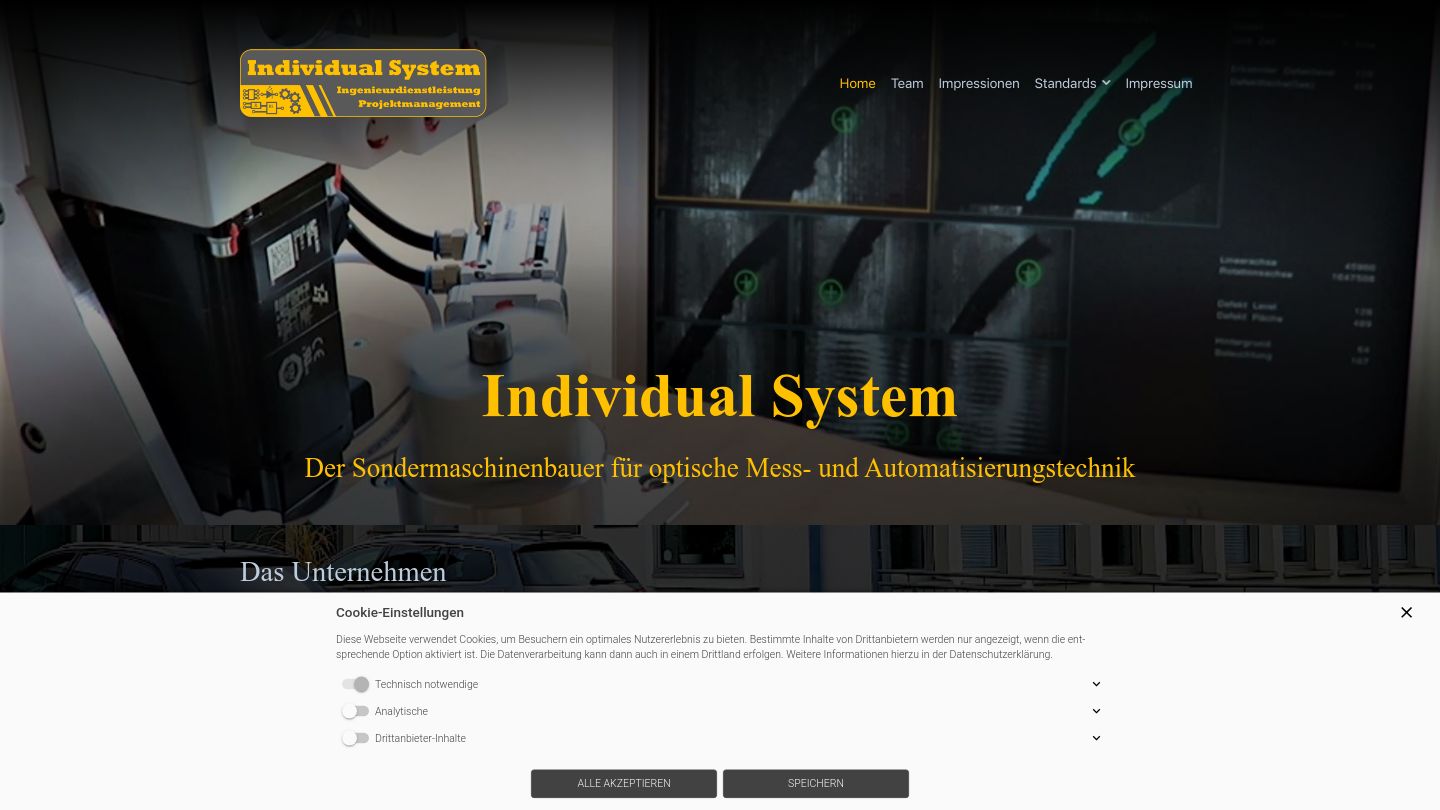 Individual System
Ingenieurdienstleistung
Projektmanagement
Home Team Impressionen Standards Impressum
Individual System
Der Sondermaschinenbauer für optische Mess- und Automatisierungstechnik
Das Unternehmen
Cookie-Einstellungen
Diese Webseite verwendet Cookies, um Besuchern ein optimales Nutzererlebnis zu bieten. Bestimmte Inhalte von Drittanbietern werden nur angezeigt, wenn die ent-
sprechende Option aktiviert ist. Die Datenverarbeitung kann dann auch in einem Drittland erfolgen. Weitere Informationen hierzu in der Datenschutzerklärung.
Technisch notwendige
Analytische
Drittanbieter-Inhalte
ALLE AKZEPTIEREN SPEICHERN